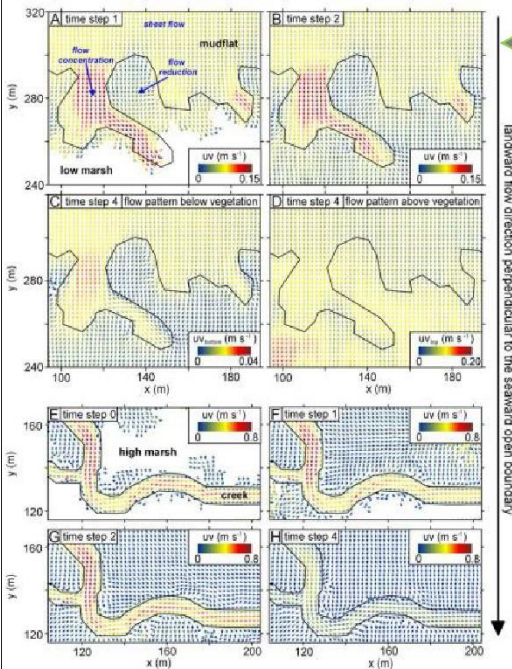 A time step 1
sheet flow
mudflat
flow concentration
flow reduction
low marsh
uv (m s⁻¹)
0 0.15
320
280
240
y (m)
B time step 2
uv (m s⁻¹)
0 0.15
C time step 4 flow pattern below vegetation
uv bottom (m s⁻¹)
0 0.04
280
240
y (m)
100 140 180
x (m)
D time step 4 flow pattern above vegetation
uv top (m s⁻¹)
0 0.20
100 140 180
x (m)
E time step 0
high marsh
creek
uv (m s⁻¹)
0 0.8
160
120
y (m)
F time step 1
uv (m s⁻¹)
0 0.8
G time step 2
uv (m s⁻¹)
0 0.8
160
120
y (m)
120 160 200
x (m)
H time step 4
uv (m s⁻¹)
0 0.8
120 160 200
x (m)
landward flow direction perpendicular to the seaward open boundary